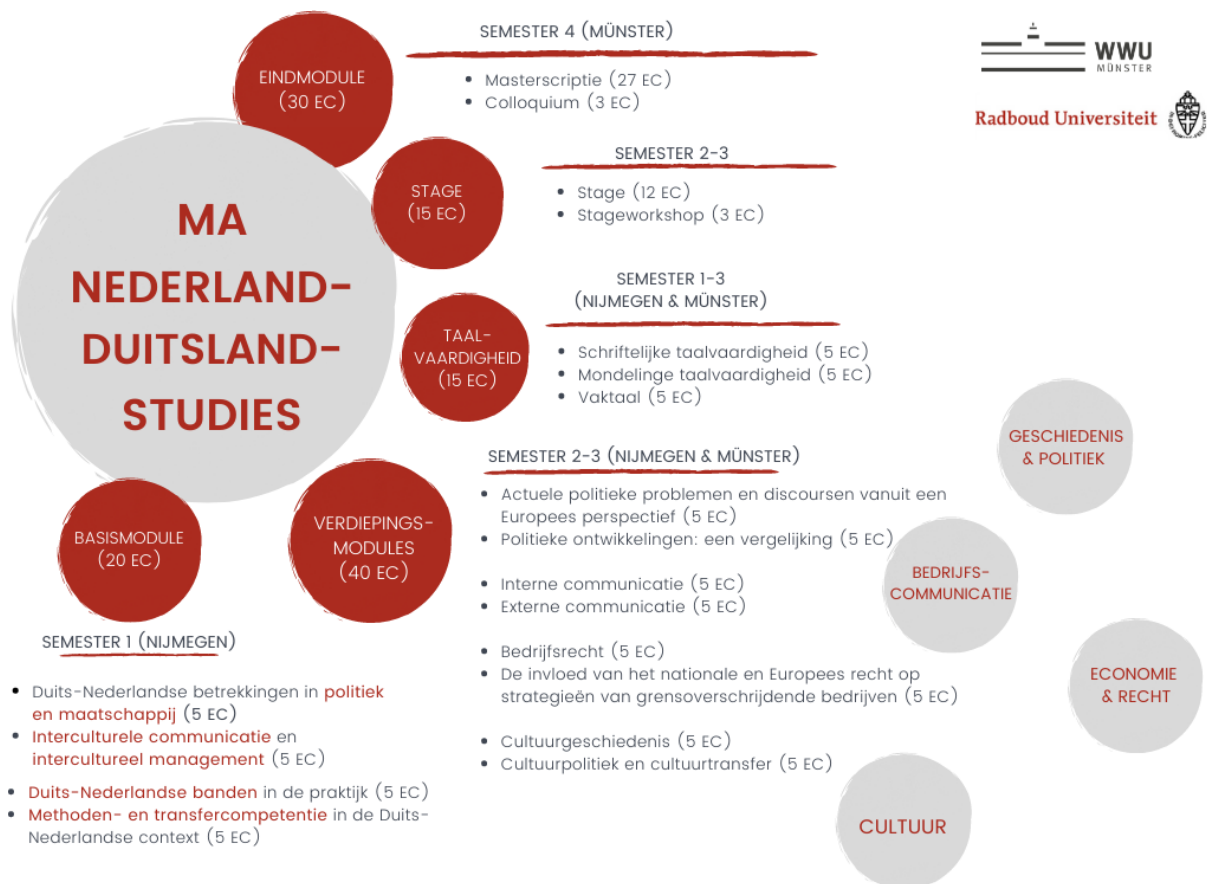 SEMESTER 4 (MÜNSTER)
EINDMODULE
(30 EC)
• Masterscriptie (27 EC)
• Colloquium (3 EC)
WWU
MÜNSTER
Radboud Universiteit
SEMESTER 2-3
STAGE
(15 EC)
• Stage (12 EC)
• Stageworkshop (3 EC)
MA
NEDERLAND-
DUITSLAND-
STUDIES
SEMESTER 1-3
(NIJMEGEN & MÜNSTER)
TAAL-
VAARDIGHEID
(15 EC)
• Schriftelijke taalvaardigheid (5 EC)
• Mondelinge taalvaardigheid (5 EC)
• Vaktaal (5 EC)
SEMESTER 2-3 (NIJMEGEN & MÜNSTER)
VERDIEPINGS-
MODULES
(40 EC)
• Actuele politieke problemen en discoursen vanuit een
Europees perspectief (5 EC)
• Politieke ontwikkelingen: een vergelijking (5 EC)
• Interne communicatie (5 EC)
• Externe communicatie (5 EC)
• Bedrijfsrecht (5 EC)
• De invloed van het nationale en Europees recht op
strategieën van grensoverschrijdende bedrijven (5 EC)
• Cultuurgeschiedenis (5 EC)
• Cultuurpolitiek en cultuurtransfer (5 EC)
GESCHIEDENIS
& POLITIEK
BEDRIJFS-
COMMUNICATIE
ECONOMIE
& RECHT
CULTUUR
BASISMODULE
(20 EC)
SEMESTER 1 (NIJMEGEN)
• Duits-Nederlandse betrekkingen in politiek
en maatschappij (5 EC)
• Interculturele communicatie en
intercultureel management (5 EC)
• Duits-Nederlandse banden in de praktijk (5 EC)
• Methoden- en transfercompetentie in de Duits-
Nederlandse context (5 EC)